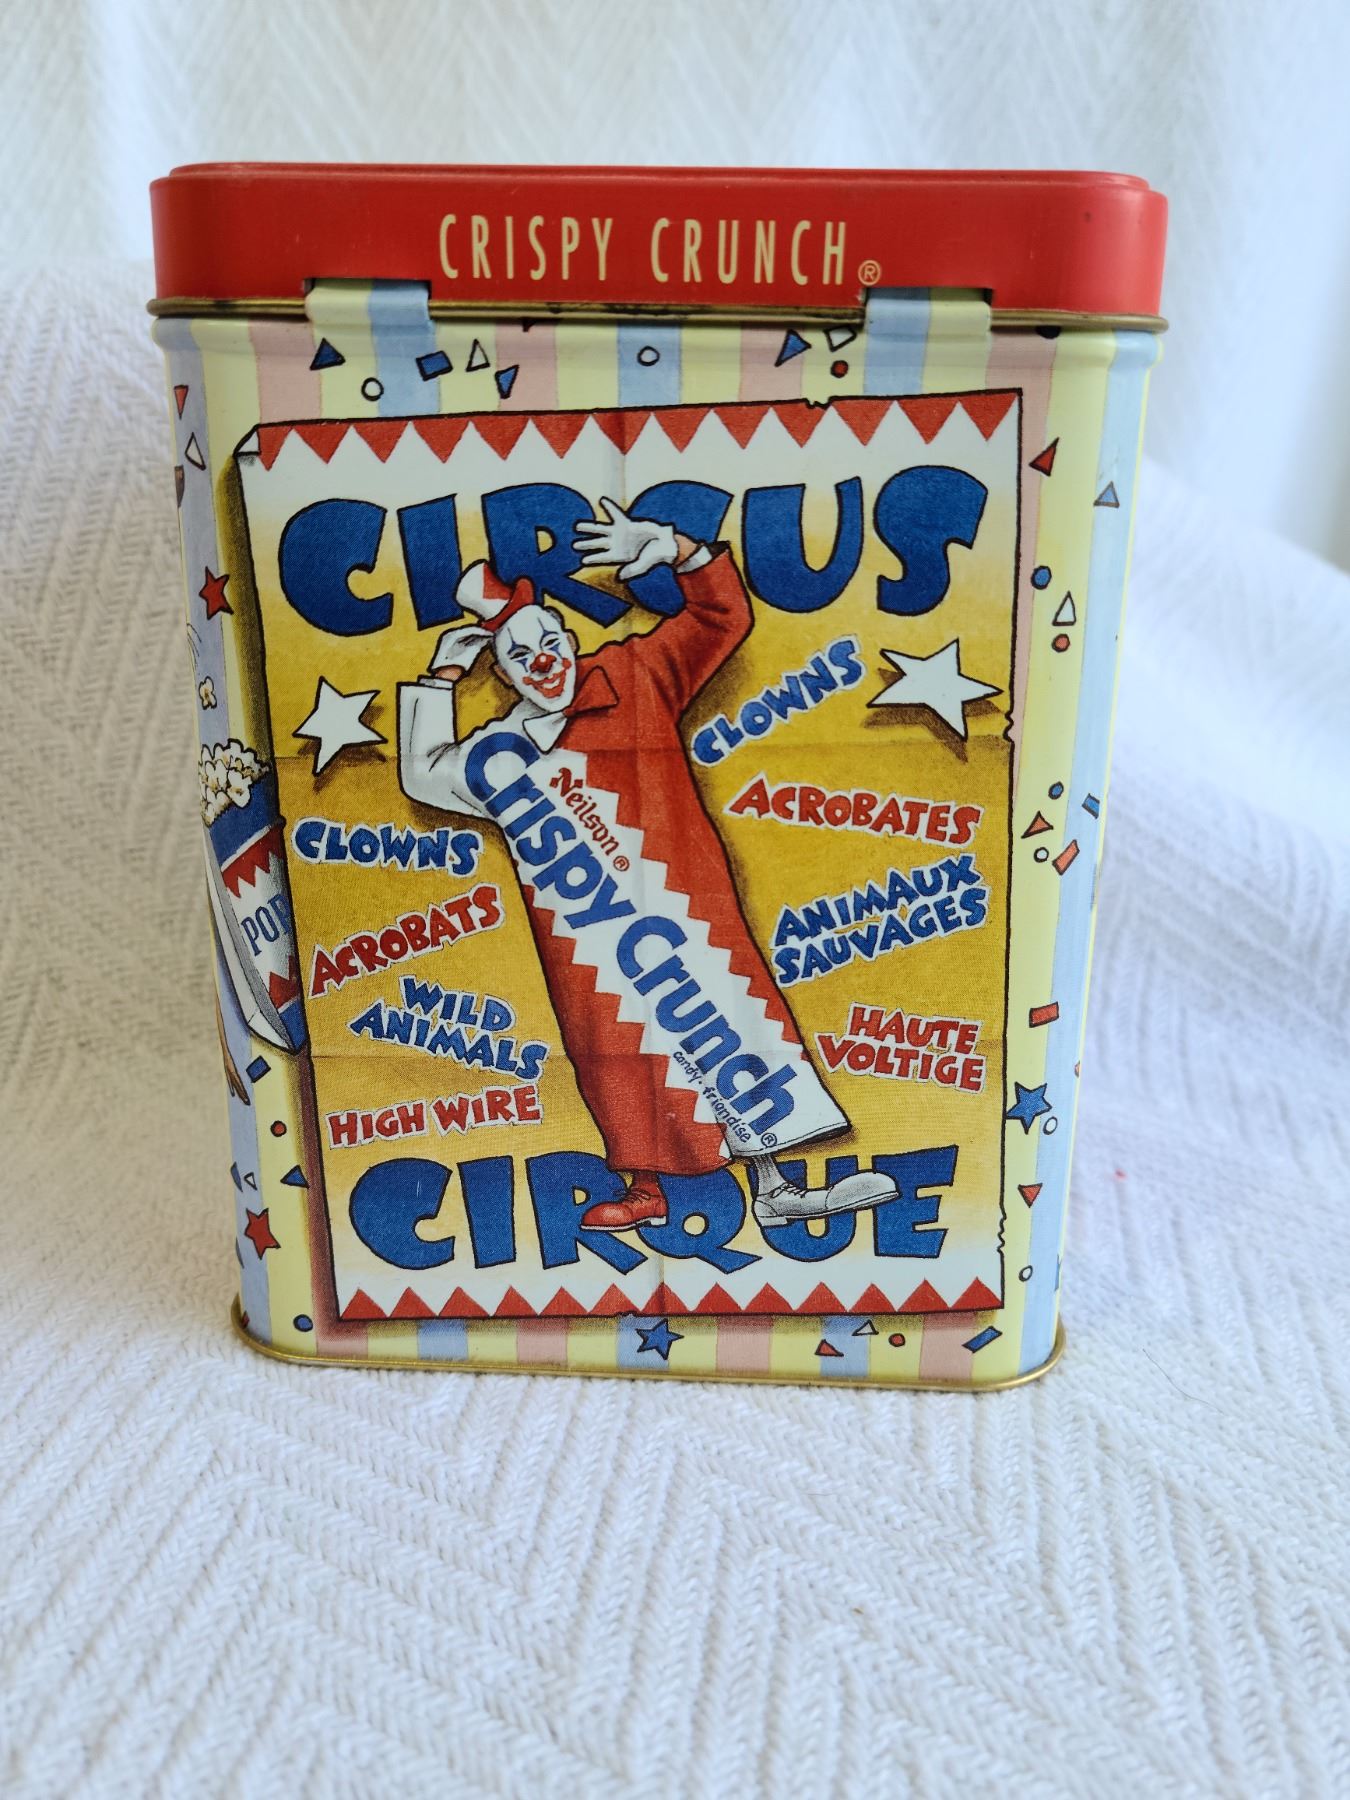 CRISPY CRUNCH®
CIRCUS
CLOWNS
ACROBATS
WILD
ANIMALS
HIGH WIRE
Neilson®
Crispy Crunch®
candy · friandise
CLOWNS
ACROBATES
ANIMAUX
SAUVAGES
HAUTE
VOLTIGE
CIRQUE
POP